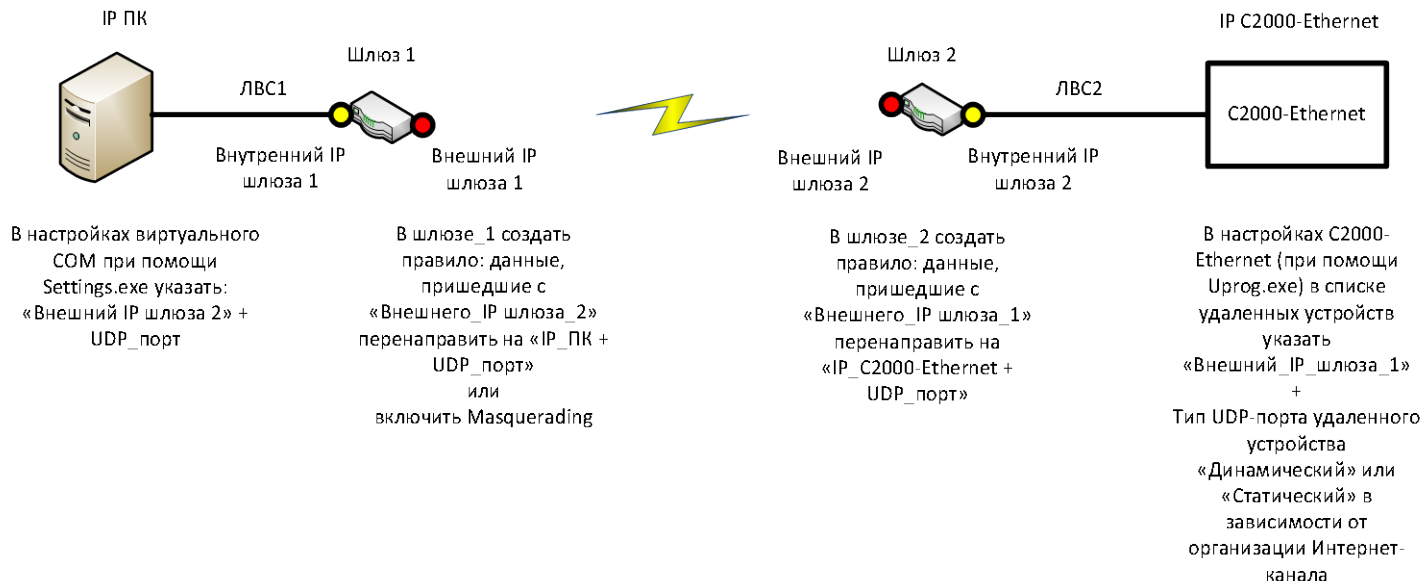 IP ПК
Шлюз 1
ЛВС1
Внутренний IP
шлюза 1
Внешний IP
шлюза 1
Шлюз 2
ЛВС2
Внешний IP
шлюза 2
Внутренний IP
шлюза 2
IP C2000-Ethernet
C2000-Ethernet
В настройках виртуального
COM при помощи
Settings.exe указать:
«Внешний IP шлюза 2» +
UDP_порт
В шлюзе_1 создать
правило: данные,
пришедшие с
«Внешнего_IP шлюза_2»
перенаправить на «IP_ПК +
UDP_порт»
или
включить Masquerading
В шлюзе_2 создать
правило: данные,
пришедшие с
«Внешнего_IP шлюза_1»
перенаправить на
«IP_C2000-Ethernet +
UDP_порт»
В настройках C2000-
Ethernet (при помощи
Uprog.exe) в списке
удаленных устройств
указать
«Внешний_IP_шлюза_1»
+
Тип UDP-порта удаленного
устройства
«Динамический» или
«Статический» в
зависимости от
организации Интернет-
канала